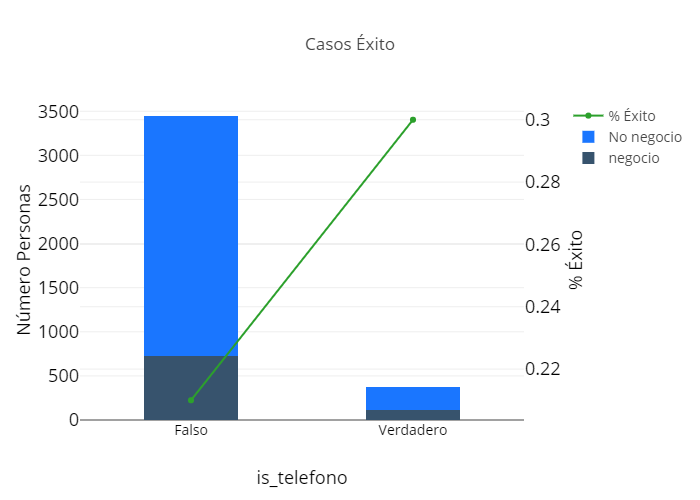 Casos Éxito
3500
3000
2500
2000
1500
1000
500
0
Número Personas
Falso
Verdadero
is_telefono
0.3
0.28
0.26
0.24
0.22
% Éxito
% Éxito
No negocio
negocio